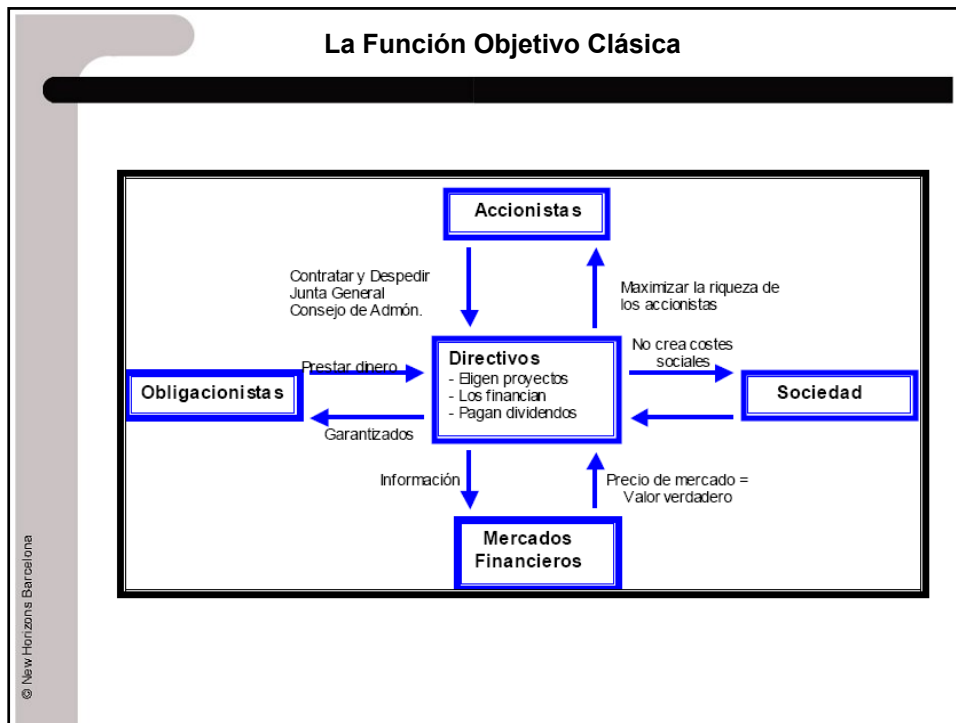 La Función Objetivo Clásica
Accionistas
Contratar y Despedir
Junta General
Consejo de Admón.
Maximizar la riqueza de
los accionistas
Prestar dinero
Obligacionistas
Garantizados
Directivos
- Eligen proyectos
- Los financian
- Pagan dividendos
No crea costes
sociales
Sociedad
Información
Precio de mercado =
Valor verdadero
Mercados
Financieros
© New Horizons Barcelona